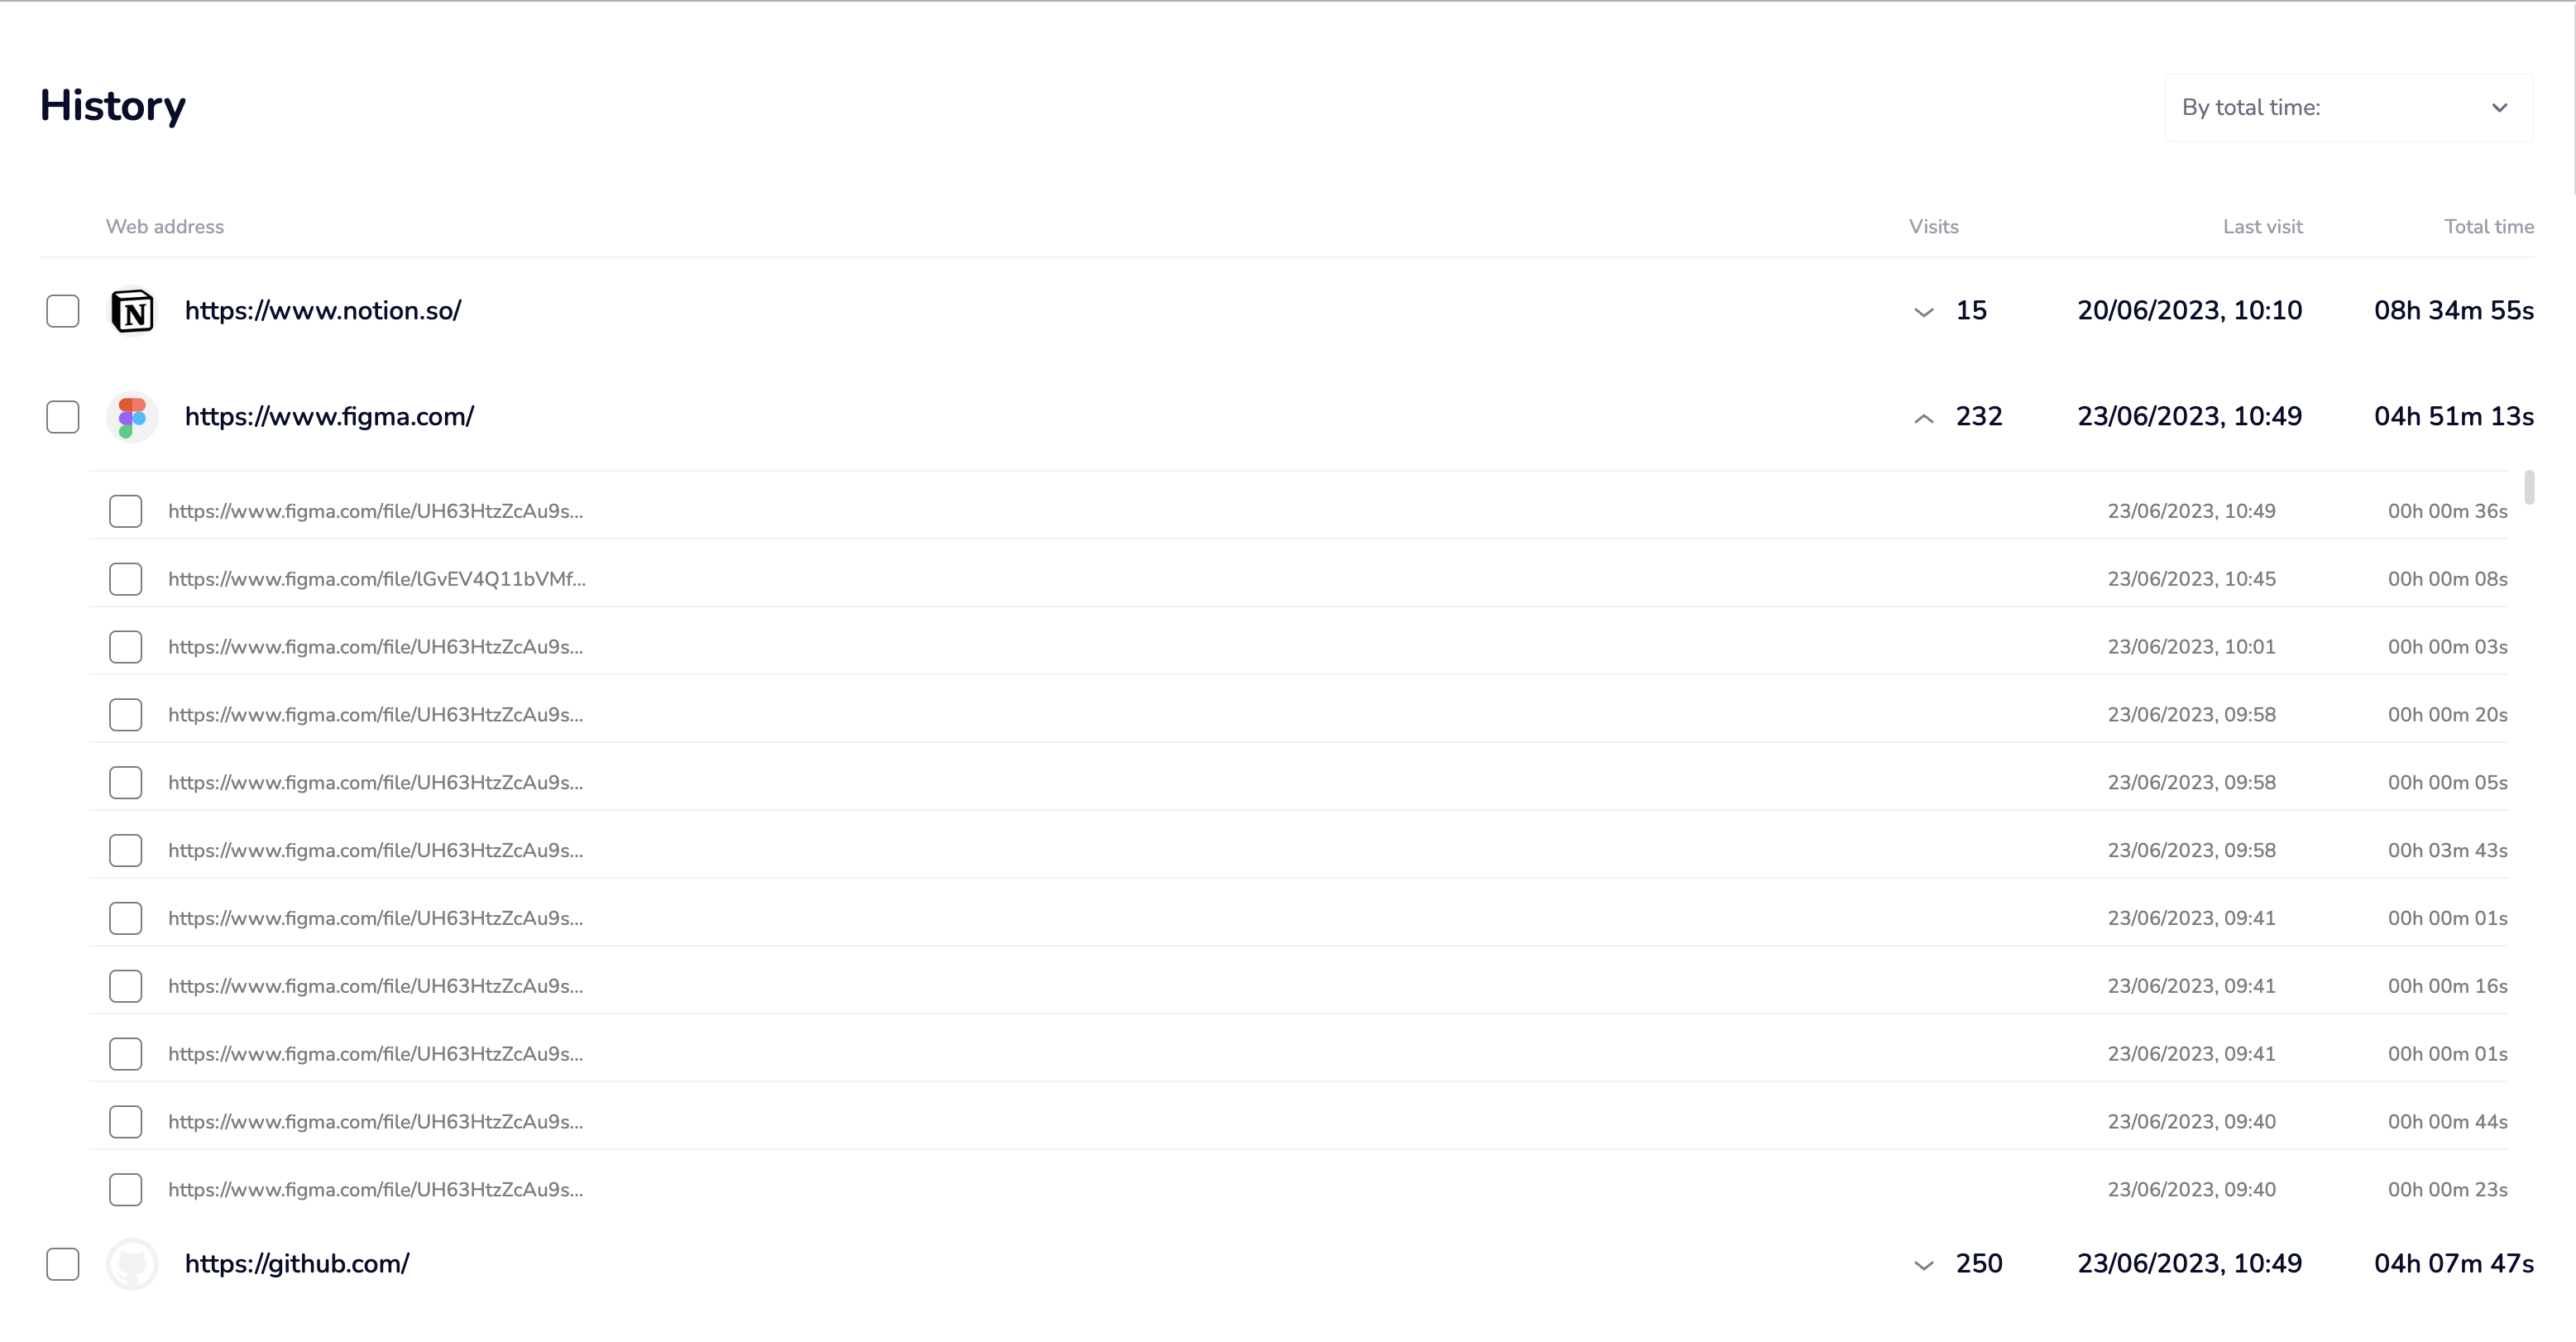 History
By total time:
Web address Visits Last visit Total time
N https://www.notion.so/ 15 20/06/2023, 10:10 08h 34m 55s
https://www.figma.com/ 232 23/06/2023, 10:49 04h 51m 13s
https://www.figma.com/file/UH63HtzZcAu9s... 23/06/2023, 10:49 00h 00m 36s
https://www.figma.com/file/lGvEV4Q11bVMf... 23/06/2023, 10:45 00h 00m 08s
https://www.figma.com/file/UH63HtzZcAu9s... 23/06/2023, 10:01 00h 00m 03s
https://www.figma.com/file/UH63HtzZcAu9s... 23/06/2023, 09:58 00h 00m 20s
https://www.figma.com/file/UH63HtzZcAu9s... 23/06/2023, 09:58 00h 00m 05s
https://www.figma.com/file/UH63HtzZcAu9s... 23/06/2023, 09:58 00h 03m 43s
https://www.figma.com/file/UH63HtzZcAu9s... 23/06/2023, 09:41 00h 00m 01s
https://www.figma.com/file/UH63HtzZcAu9s... 23/06/2023, 09:41 00h 00m 16s
https://www.figma.com/file/UH63HtzZcAu9s... 23/06/2023, 09:41 00h 00m 01s
https://www.figma.com/file/UH63HtzZcAu9s... 23/06/2023, 09:40 00h 00m 44s
https://www.figma.com/file/UH63HtzZcAu9s... 23/06/2023, 09:40 00h 00m 23s
https://github.com/ 250 23/06/2023, 10:49 04h 07m 47s